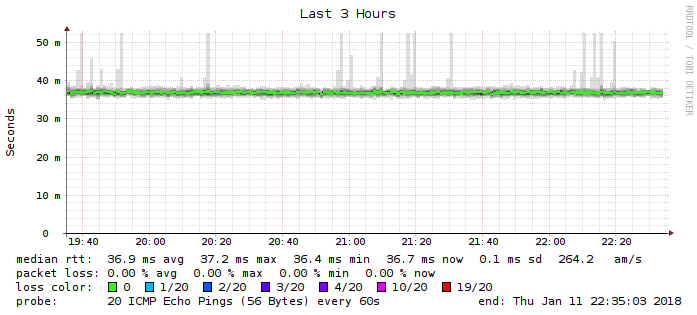 Last 3 Hours
RRDTOOL / TOBI OETIKER
Seconds
50 m
40 m
30 m
20 m
10 m
0
19:40 20:00 20:20 20:40 21:00 21:20 21:40 22:00 22:20
median rtt: 36.9 ms avg 37.2 ms max 36.4 ms min 36.7 ms now 0.1 ms sd 264.2 am/s
packet loss: 0.00 % avg 0.00 % max 0.00 % min 0.00 % now
loss color: 0 1/20 2/20 3/20 4/20 10/20 19/20
probe: 20 ICMP Echo Pings (56 Bytes) every 60s end: Thu Jan 11 22:35:03 2018